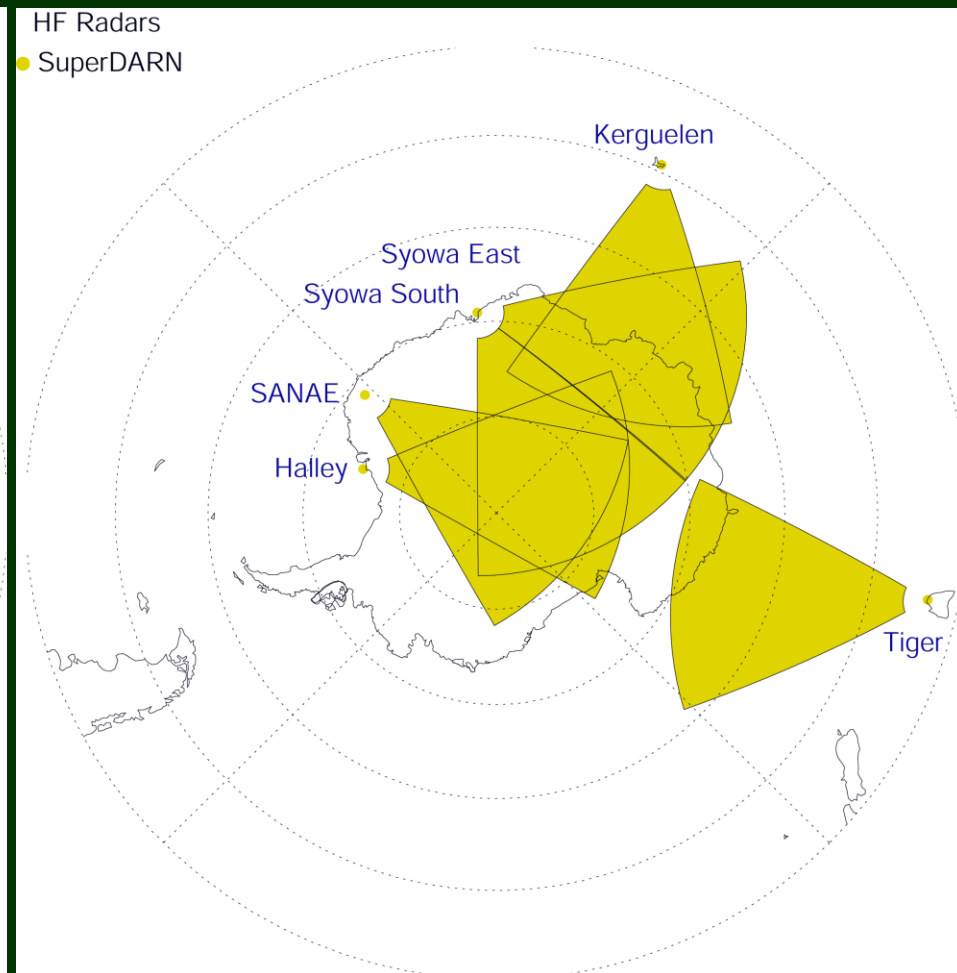 HF Radars
SuperDARN
Kerguelen
Syowa East
Syowa South
SANAE
Halley
Tiger